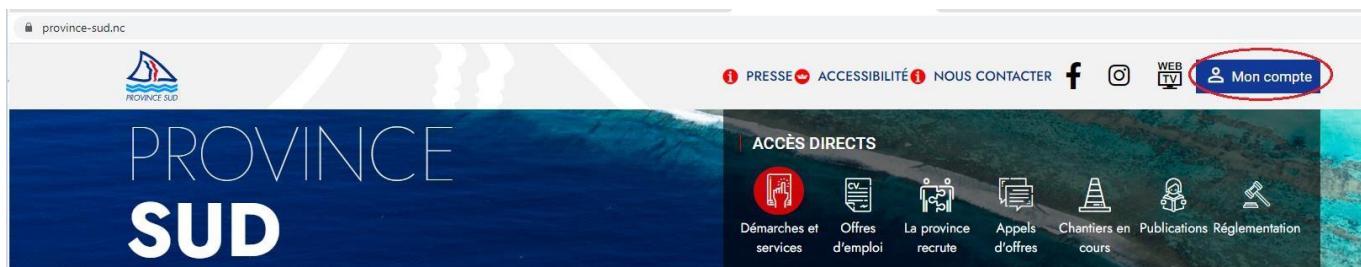 province-sud.nc
PROVINCE SUD
PRESSE ACCESSIBILITÉ NOUS CONTACTER WEB TV Mon compte
PROVINCE
SUD
ACCÈS DIRECTS
Démarches et services
Offres d'emploi
La province recrute
Appels d'offres
Chantiers en cours
Publications
Réglementation
CV